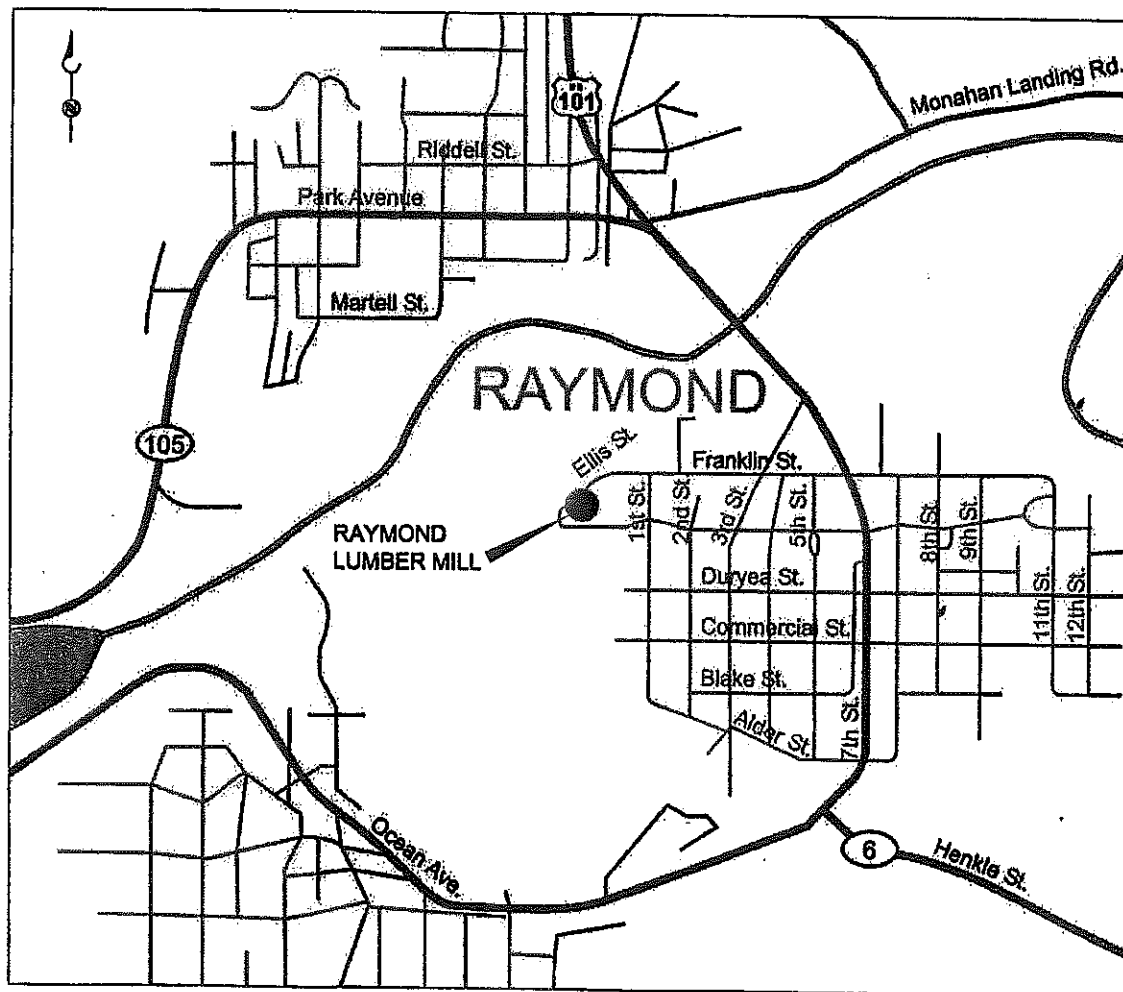 N
US
101
Monahan Landing Rd.
Riddell St.
Park Avenue
Martell St.
RAYMOND
105
Ellis St.
Franklin St.
1st St.
2nd St.
3rd St.
5th St.
8th St.
9th St.
RAYMOND
LUMBER MILL
Duryea St.
11th St.
12th St.
Commercial St.
Blake St.
Alder St.
7th St.
Ocean Ave.
6
Henkle St.